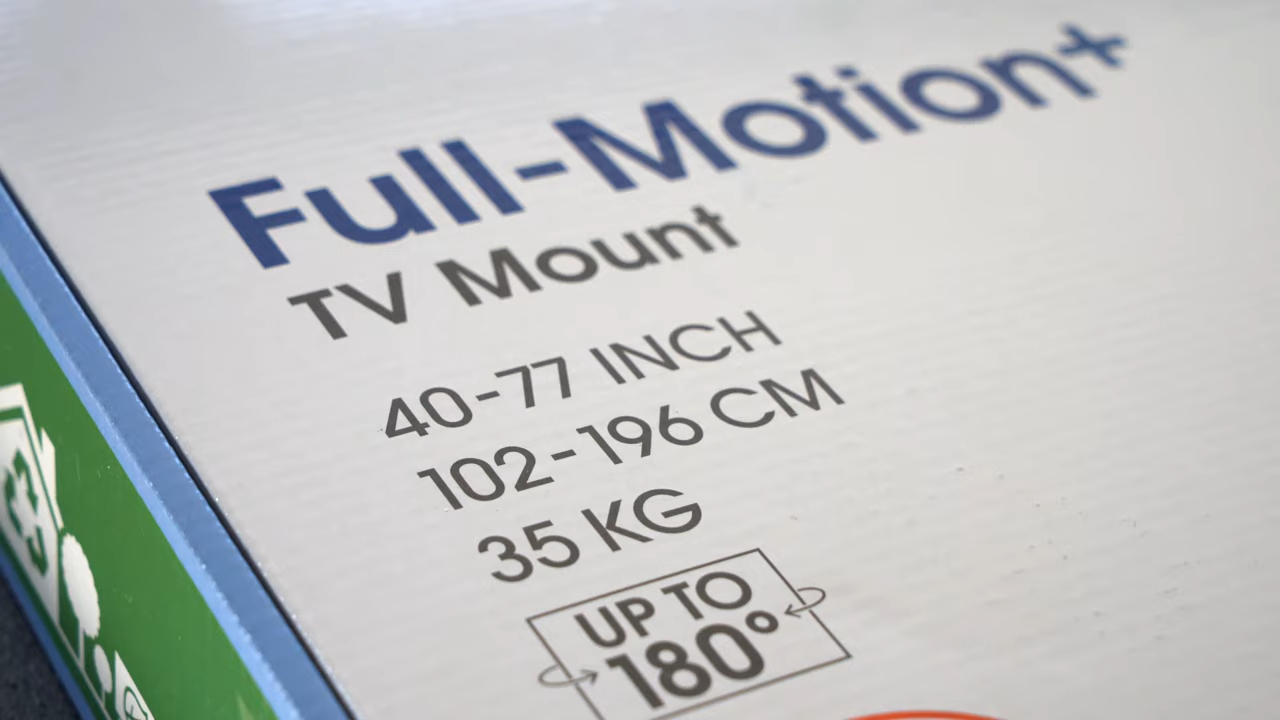 Full-Motion+
TV Mount
40-77 INCH
102-196 CM
35 KG
UP TO
180°